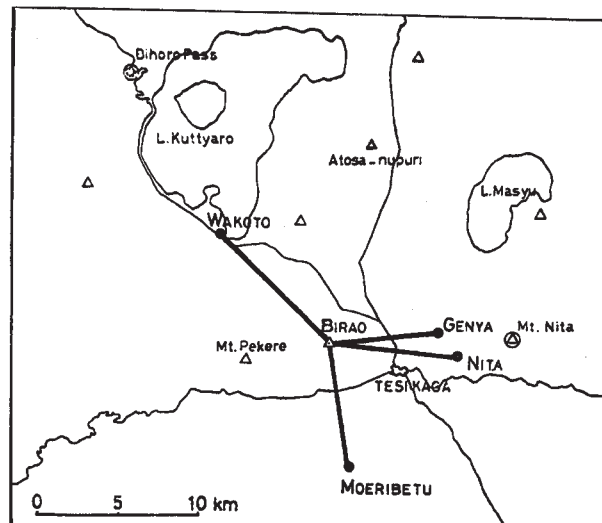 Bihoro Pass
L. Kuttyaro
Atosa-nupuri
L. Masyu
WAKOTO
BIRAO
GENYA
Mt. Nita
Mt. Pekere
NITA
TESIKAGA
MOERIBETU
0 5 10 km